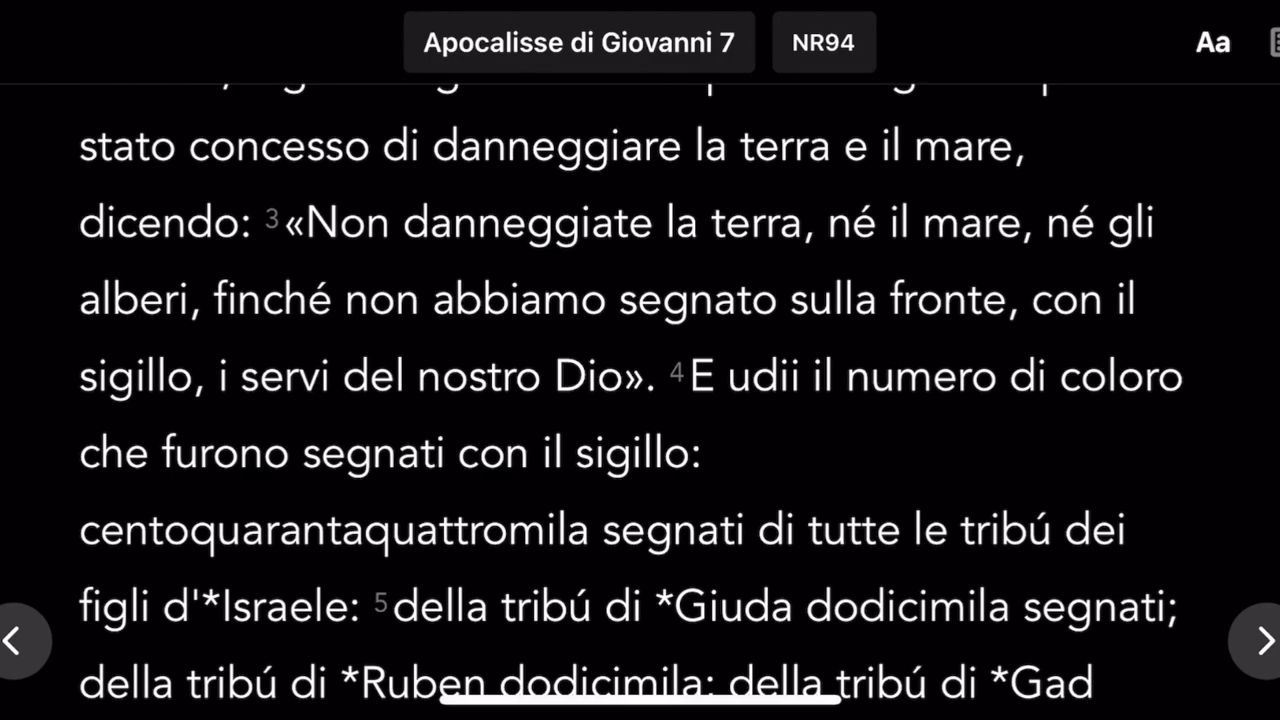 Apocalisse di Giovanni 7 NR94 Aa
stato concesso di danneggiare la terra e il mare,
dicendo: 3 «Non danneggiate la terra, né il mare, né gli
alberi, finché non abbiamo segnato sulla fronte, con il
sigillo, i servi del nostro Dio». 4 E udii il numero di coloro
che furono segnati con il sigillo:
centoquarantaquattromila segnati di tutte le tribú dei
figli d'*Israele: 5 della tribú di *Giuda dodicimila segnati;
della tribú di *Ruben dodicimila; della tribú di *Gad